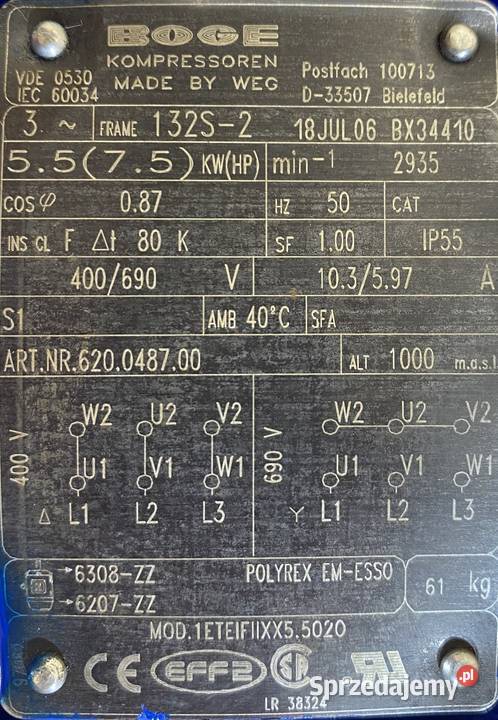 BOGE
KOMPRESSOREN
MADE BY WEG
VDE 0530
IEC 60034
Postfach 100713
D-33507 Bielefeld
3 ~ FRAME 132S-2 18JUL06 BX34410
5.5(7.5) KW(HP) min-1 2935
COS φ 0.87 HZ 50 CAT
INS CL F Δt 80 K SF 1.00 IP55
400/690 V 10.3/5.97 A
S1 AMB 40°C SFA
ART.NR.620.0487.00 ALT 1000 m.a.s.l
400 V
W2 U2 V2
U1 V1 W1
△ L1 L2 L3
690 V
W2 U2 V2
U1 V1 W1
Y L1 L2 L3
→6308-ZZ POLYREX EM-ESSO
→6207-ZZ
61 kg
MOD.1ETEIFIIXX5.5020
CE EFF2 SA
LR 38324
Sprzedajemy.pl